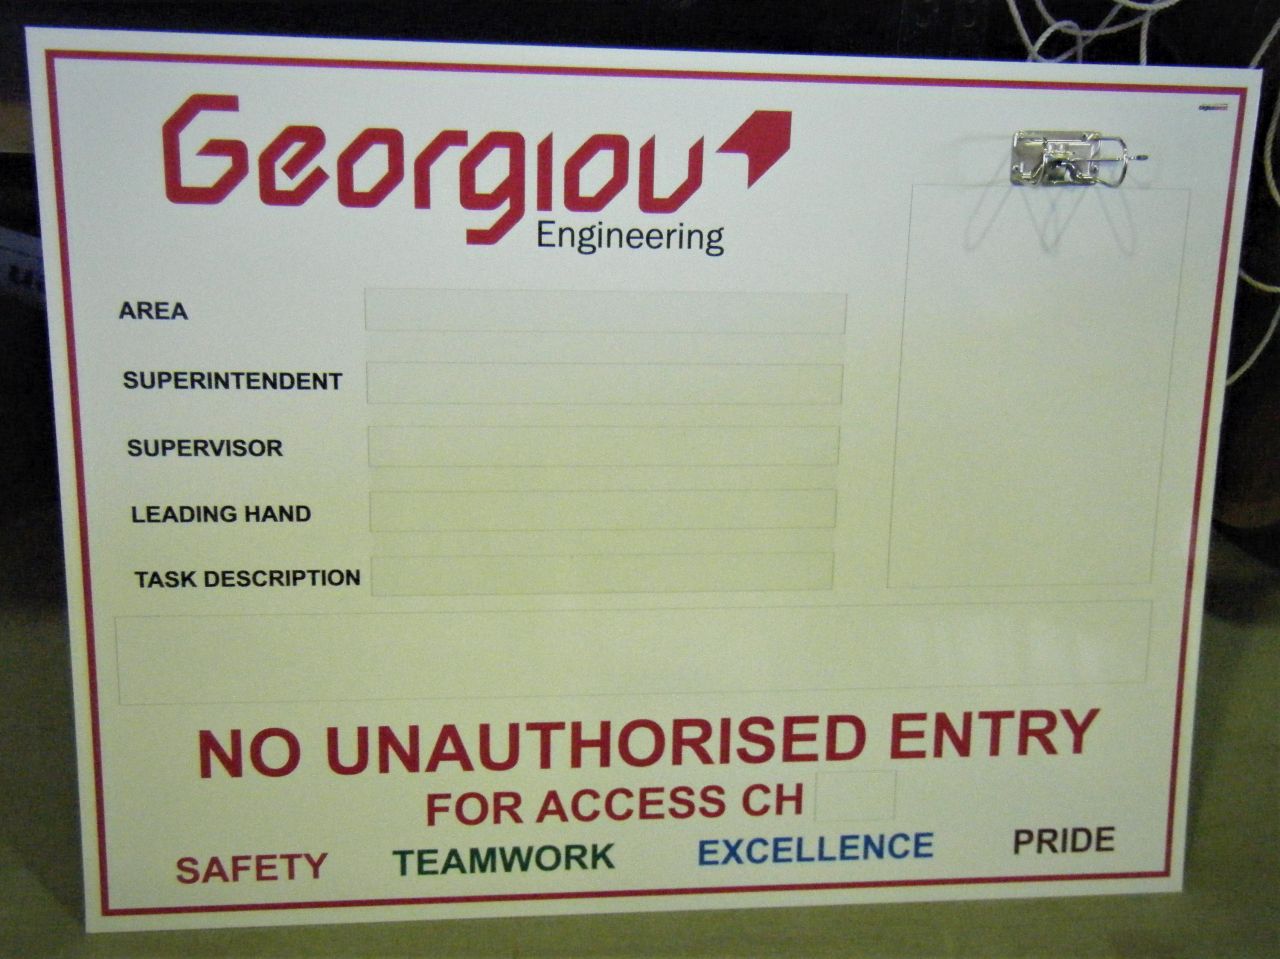 Georgiou
Engineering
AREA
SUPERINTENDENT
SUPERVISOR
LEADING HAND
TASK DESCRIPTION
NO UNAUTHORISED ENTRY
FOR ACCESS CH
SAFETY TEAMWORK EXCELLENCE PRIDE